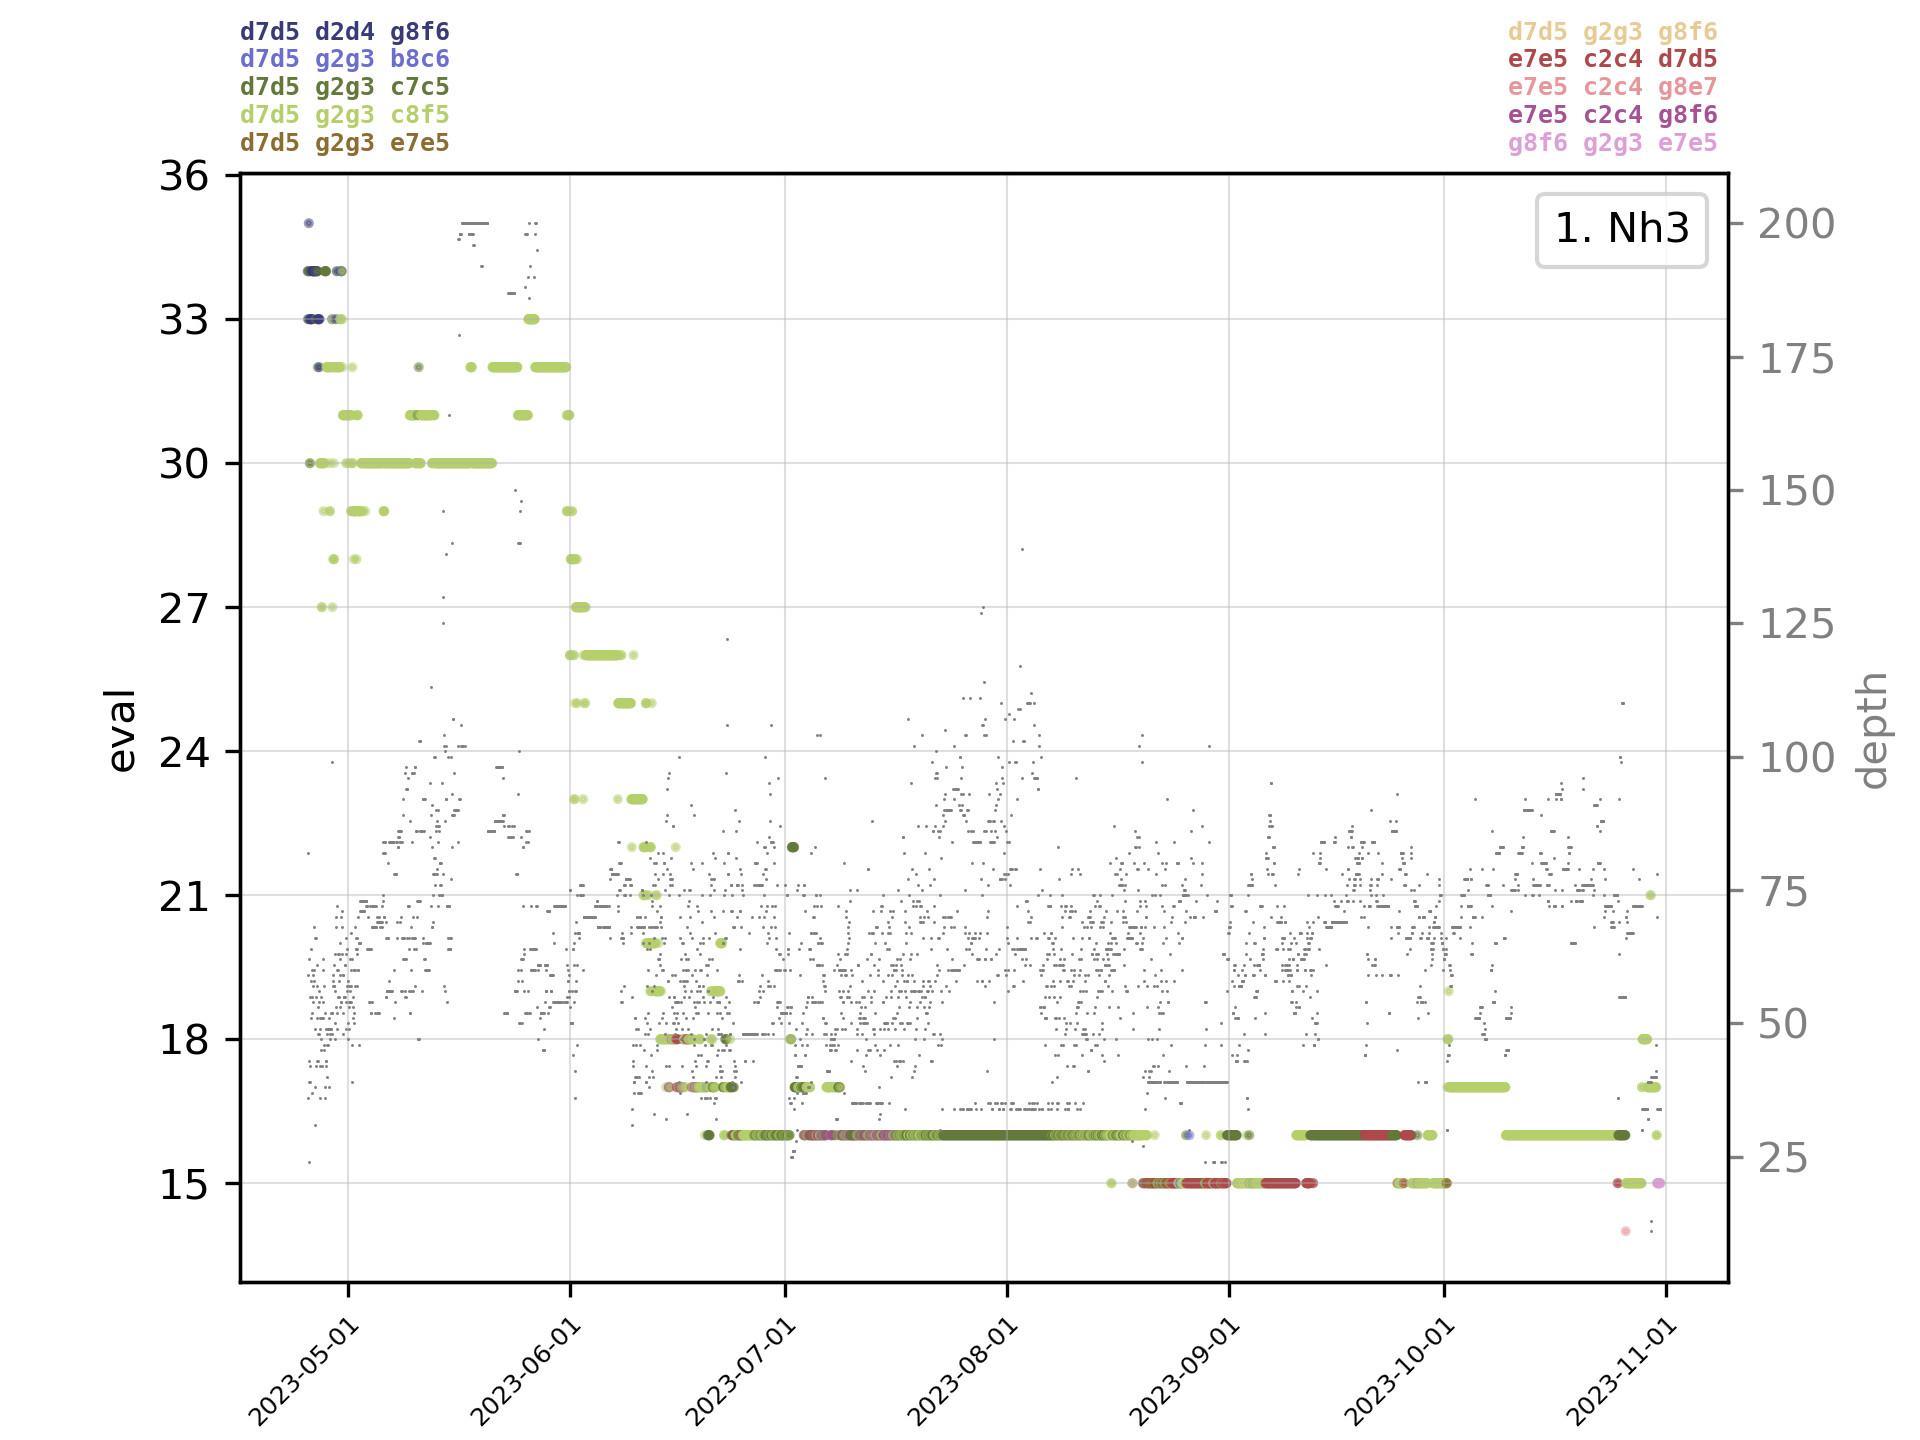 d7d5 d2d4 g8f6
d7d5 g2g3 b8c6
d7d5 g2g3 c7c5
d7d5 g2g3 c8f5
d7d5 g2g3 e7e5
d7d5 g2g3 g8f6
e7e5 c2c4 d7d5
e7e5 c2c4 g8e7
e7e5 c2c4 g8f6
g8f6 g2g3 e7e5
1. Nh3
eval
36
33
30
27
24
21
18
15
depth
200
175
150
125
100
75
50
25
2023-05-01
2023-06-01
2023-07-01
2023-08-01
2023-09-01
2023-10-01
2023-11-01